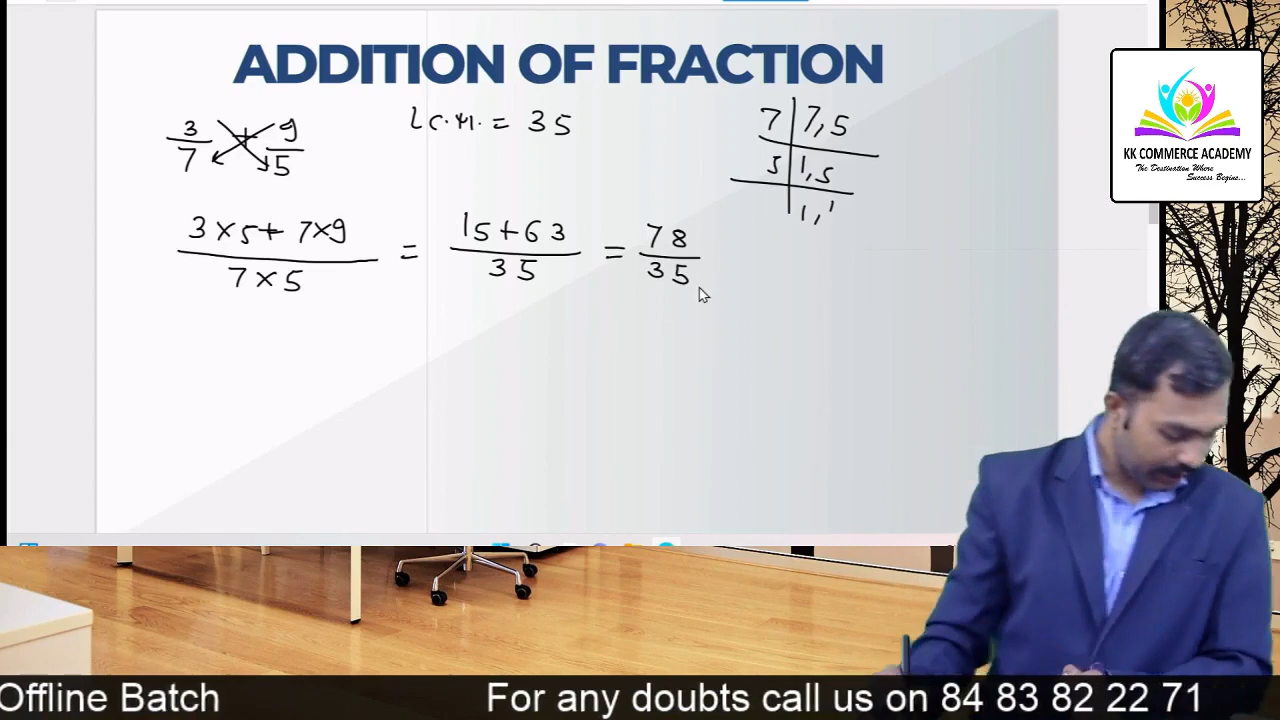 ADDITION OF FRACTION
3/7 + 9/5
L.C.M. = 35
7 | 7, 5
5 | 1, 5
1, 1
3 × 5 + 7 × 9 / 7 × 5 = 15 + 63 / 35 = 78 / 35
KK COMMERCE ACADEMY
The Destination Where
Success Begins...
Offline Batch For any doubts call us on 84 83 82 22 71